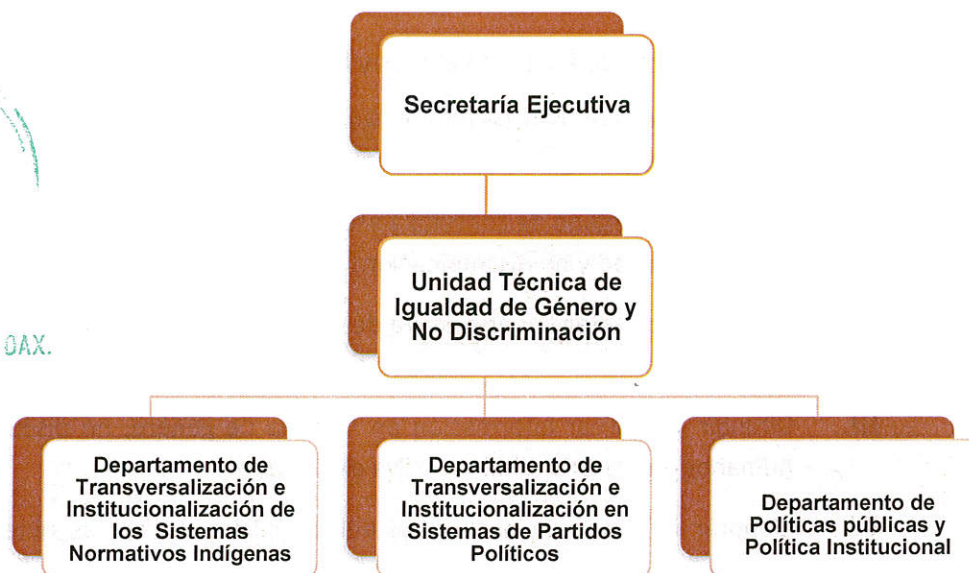 Secretaría Ejecutiva
Unidad Técnica de
Igualdad de Género y
No Discriminación
OAX.
Departamento de
Transversalización e
Institucionalización de
los Sistemas
Normativos Indígenas
Departamento de
Transversalización e
Institucionalización en
Sistemas de Partidos
Políticos
Departamento de
Políticas públicas y
Política Institucional